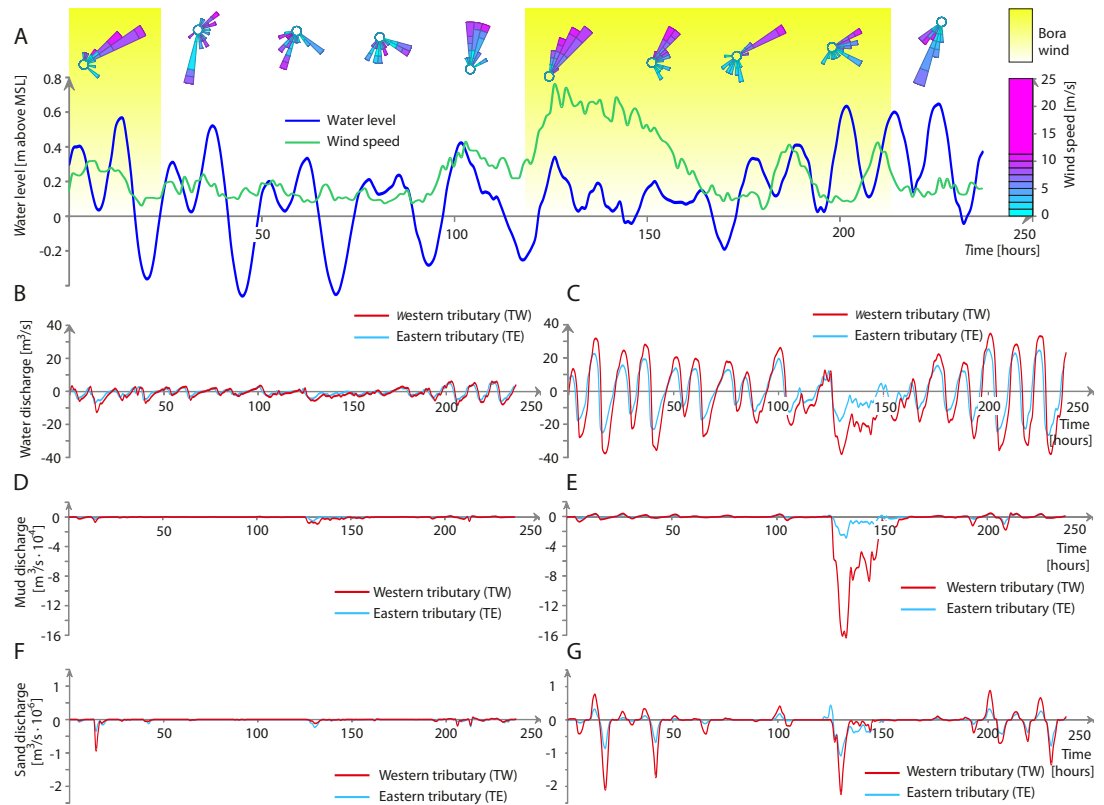 A
Bora
wind
Water level [m above MSL]
0.8
0.6
0.4
0.2
0
0.2
-0.2
Water level
Wind speed
50
100
150
200
250
Time [hours]
25
20
15
10
5
0
Wind speed [m/s]
B
Western tributary (TW)
Eastern tributary (TE)
Water discharge [m³/s]
40
20
0
-20
-40
50
100
150
200
250
C
Western tributary (TW)
Eastern tributary (TE)
40
20
0
-20
-40
50
100
150
200
250
Time
[hours]
D
Mud discharge
[m³/s · 10⁻⁴]
0
-4
-8
-12
-16
50
100
150
200
250
Western tributary (TW)
Eastern tributary (TE)
E
0
-4
-8
-12
-16
50
100
150
200
250
Time
[hours]
Western tributary (TW)
Eastern tributary (TE)
F
Sand discharge
[m³/s · 10⁻⁶]
1
0
-1
-2
50
100
150
200
250
Western tributary (TW)
Eastern tributary (TE)
G
1
0
-1
-2
50
100
150
200
250
Time
[hours]
Western tributary (TW)
Eastern tributary (TE)